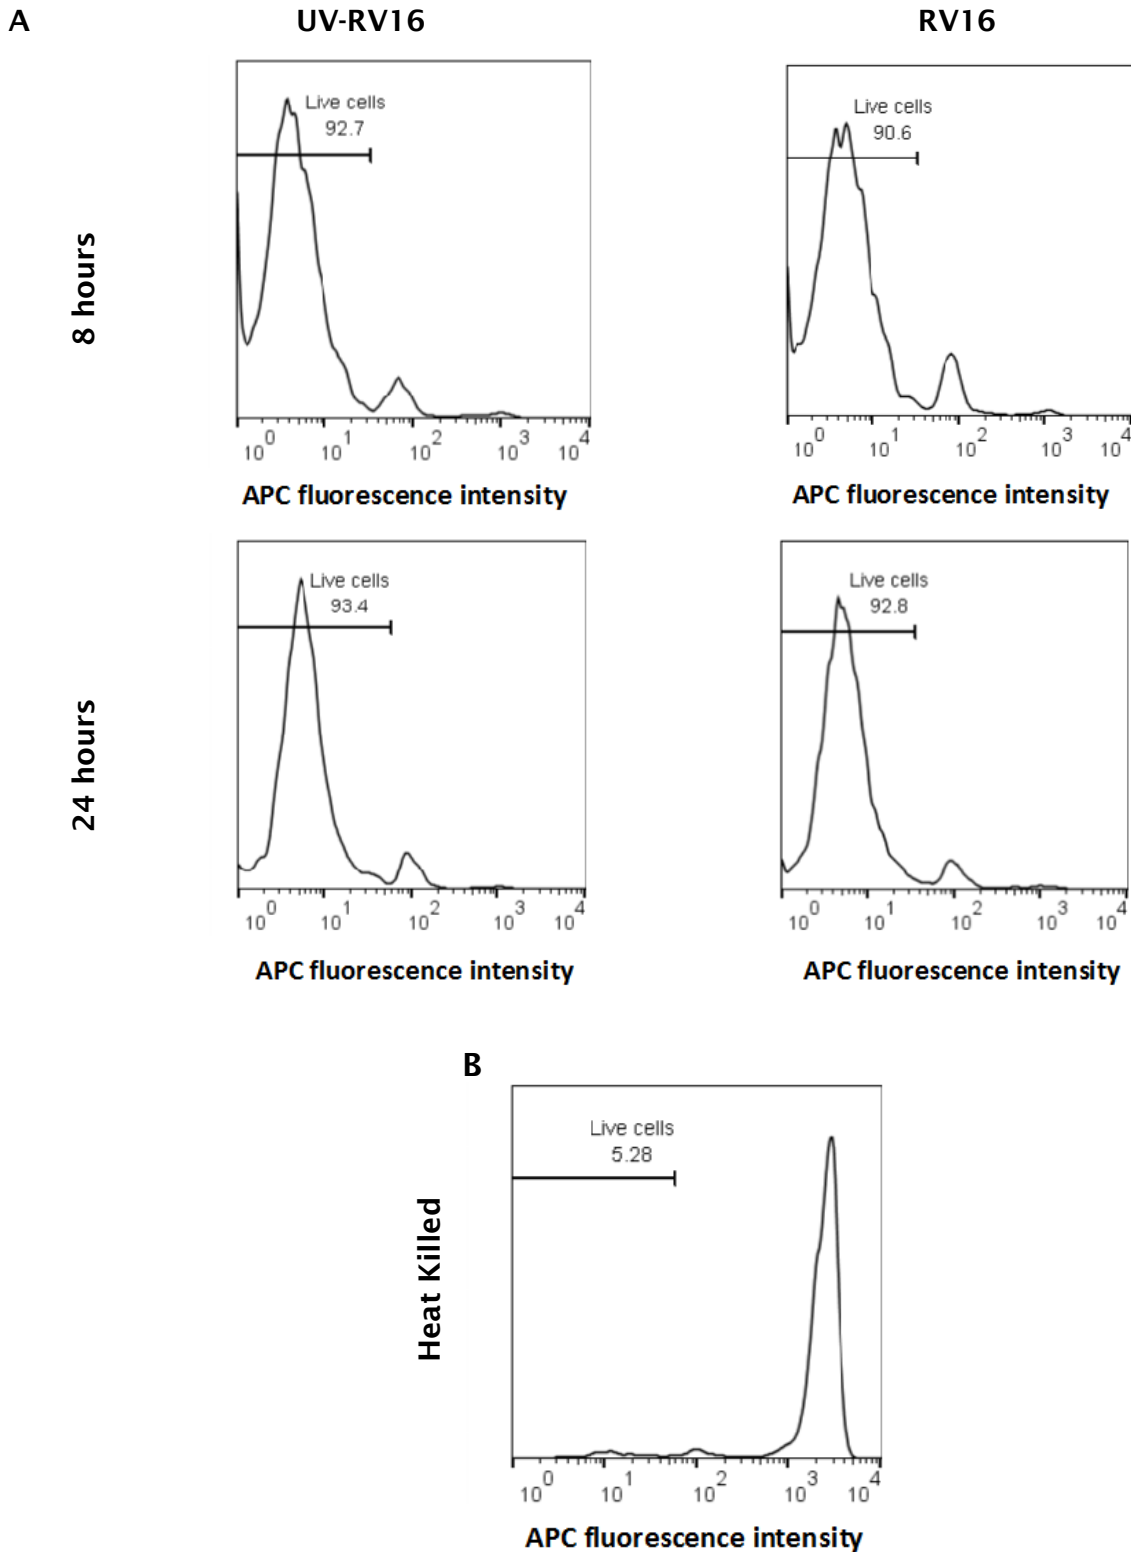 A
UV-RV16
RV16
8 hours
Live cells
92.7
10^0 10^1 10^2 10^3 10^4
APC fluorescence intensity
Live cells
90.6
10^0 10^1 10^2 10^3 10^4
APC fluorescence intensity
24 hours
Live cells
93.4
10^0 10^1 10^2 10^3 10^4
APC fluorescence intensity
Live cells
92.8
10^0 10^1 10^2 10^3 10^4
APC fluorescence intensity
B
Heat Killed
Live cells
5.28
10^0 10^1 10^2 10^3 10^4
APC fluorescence intensity